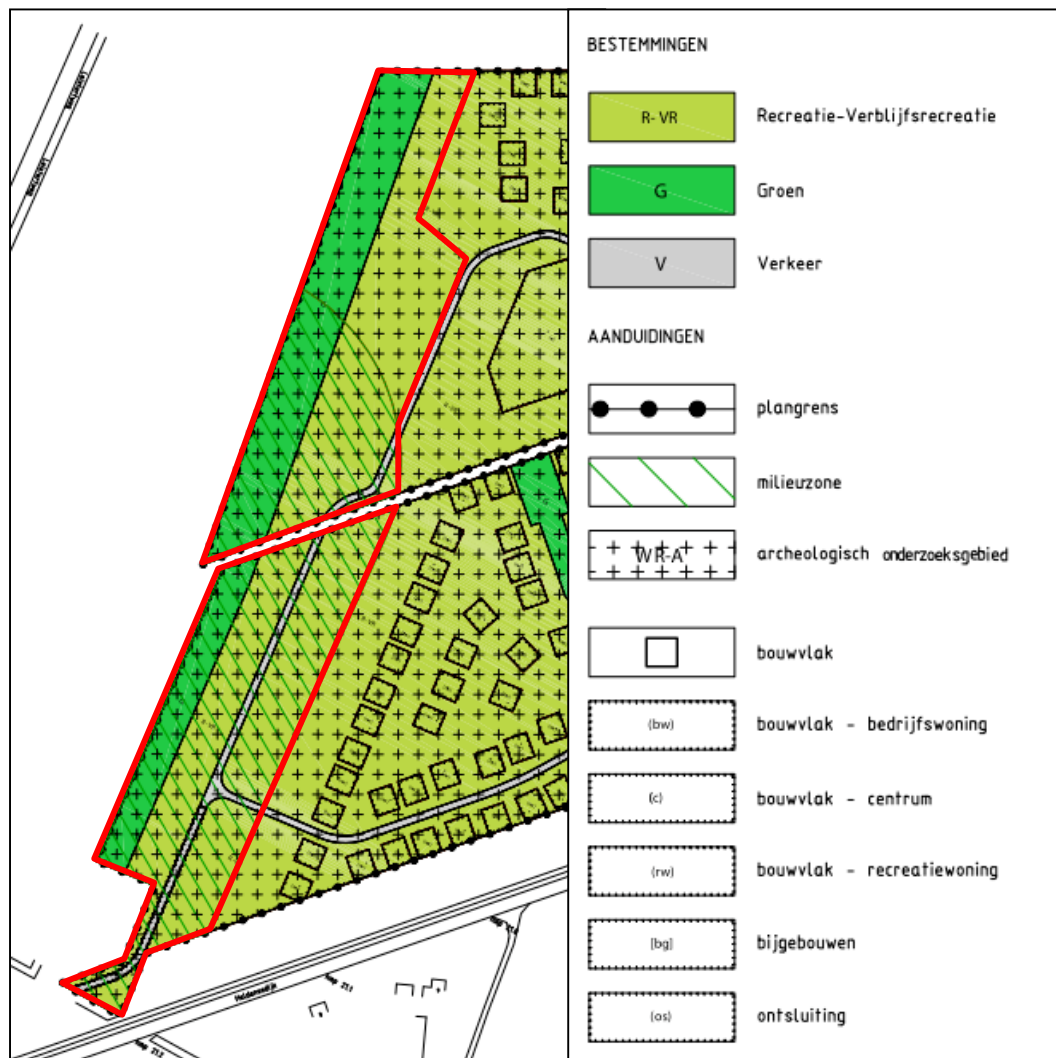 BESTEMMINGEN
R- VR
Recreatie-Verblijfsrecreatie
G
Groen
V
Verkeer
AANDUIDINGEN
plangrens
milieuzone
WR-A
archeologisch onderzoeksgebied
bouwvlak
(bw)
bouwvlak - bedrijfswoning
(c)
bouwvlak - centrum
(rw)
bouwvlak - recreatiewoning
[bg]
bijgebouwen
(os)
ontsluiting